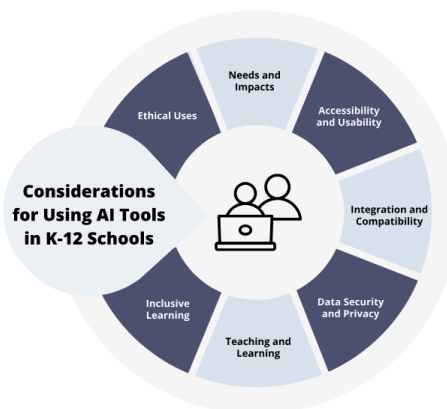 Considerations
for Using AI Tools
in K-12 Schools
Ethical Uses
Needs and
Impacts
Accessibility
and Usability
Integration and
Compatibility
Data Security
and Privacy
Teaching and
Learning
Inclusive
Learning